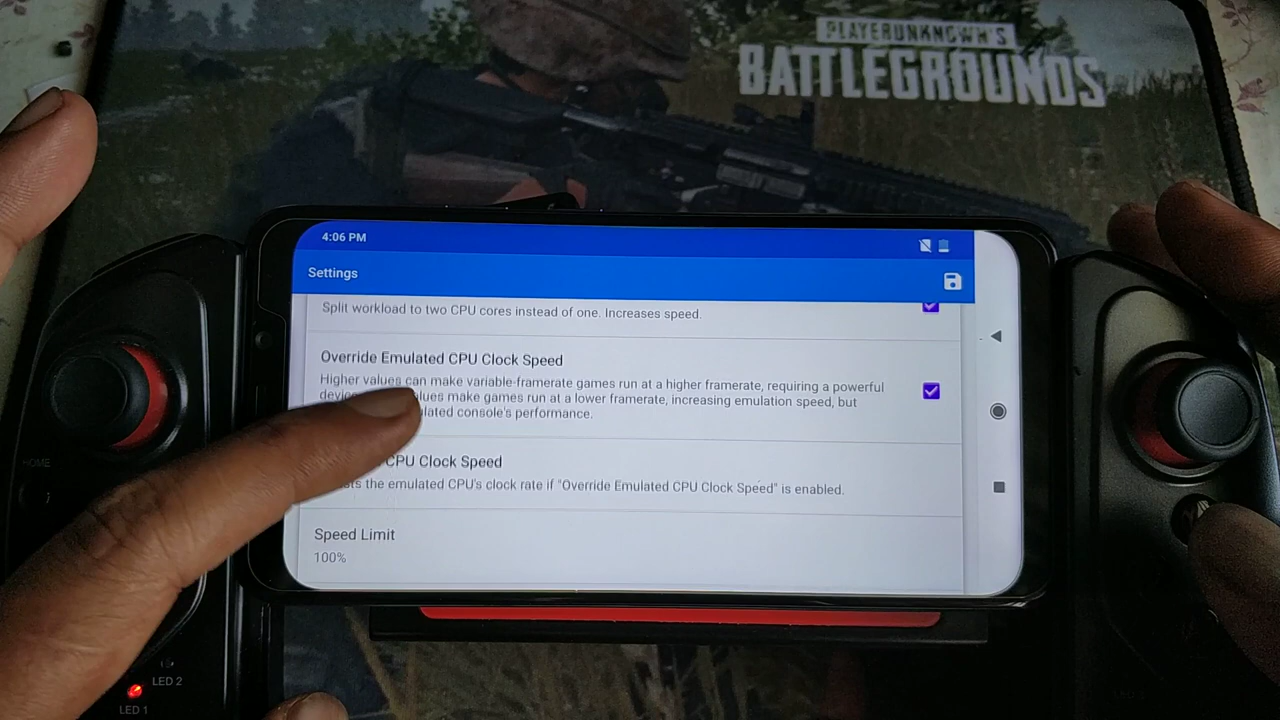 PLAYERUNKNOWN'S
BATTLEGROUNDS
4:06 PM
Settings
Split workload to two CPU cores instead of one. Increases speed.
Override Emulated CPU Clock Speed
Higher values can make variable-framerate games run at a higher framerate, requiring a powerful
make games run at a lower framerate, increasing emulation speed, but
console's performance.
CPU Clock Speed
the emulated CPU's clock rate if "Override Emulated CPU Clock Speed" is enabled.
Speed Limit
100%
HOME
LED 2
LED 1